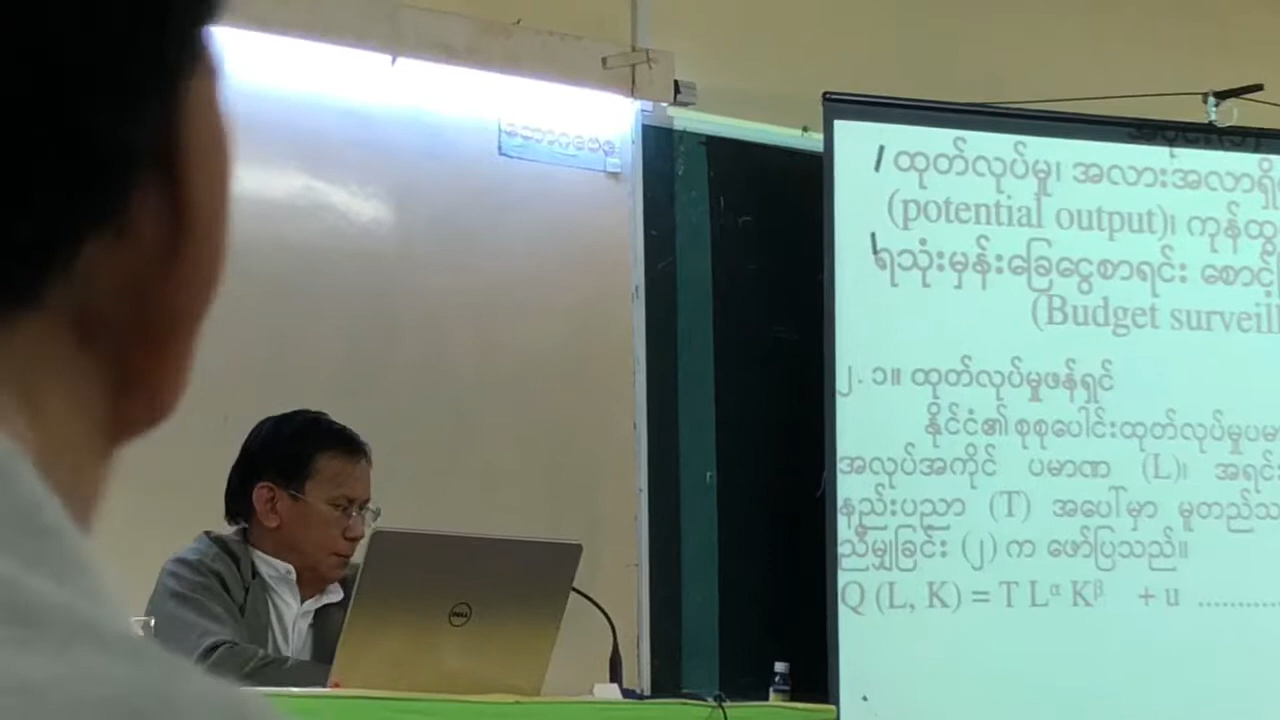 ထုတ်လုပ်မှု၊ အလားအလာရှိ
(potential output)၊ ကုန်ထွ
ရသုံးမှန်းခြေငွေစာရင်း စောင့်
(Budget surveill
၂. ၁။ ထုတ်လုပ်မှုဖန်ရှင်
နိုင်ငံ၏ စုစုပေါင်းထုတ်လုပ်မှုပမာ
အလုပ်အကိုင် ပမာဏ (L)၊ အရင်း
နည်းပညာ (T) အပေါ်မှာ မူတည်သ
ညီမျှခြင်း (၂) က ဖော်ပြသည်။
Q (L, K) = T Lᵅ Kᵝ + u ...........
DELL